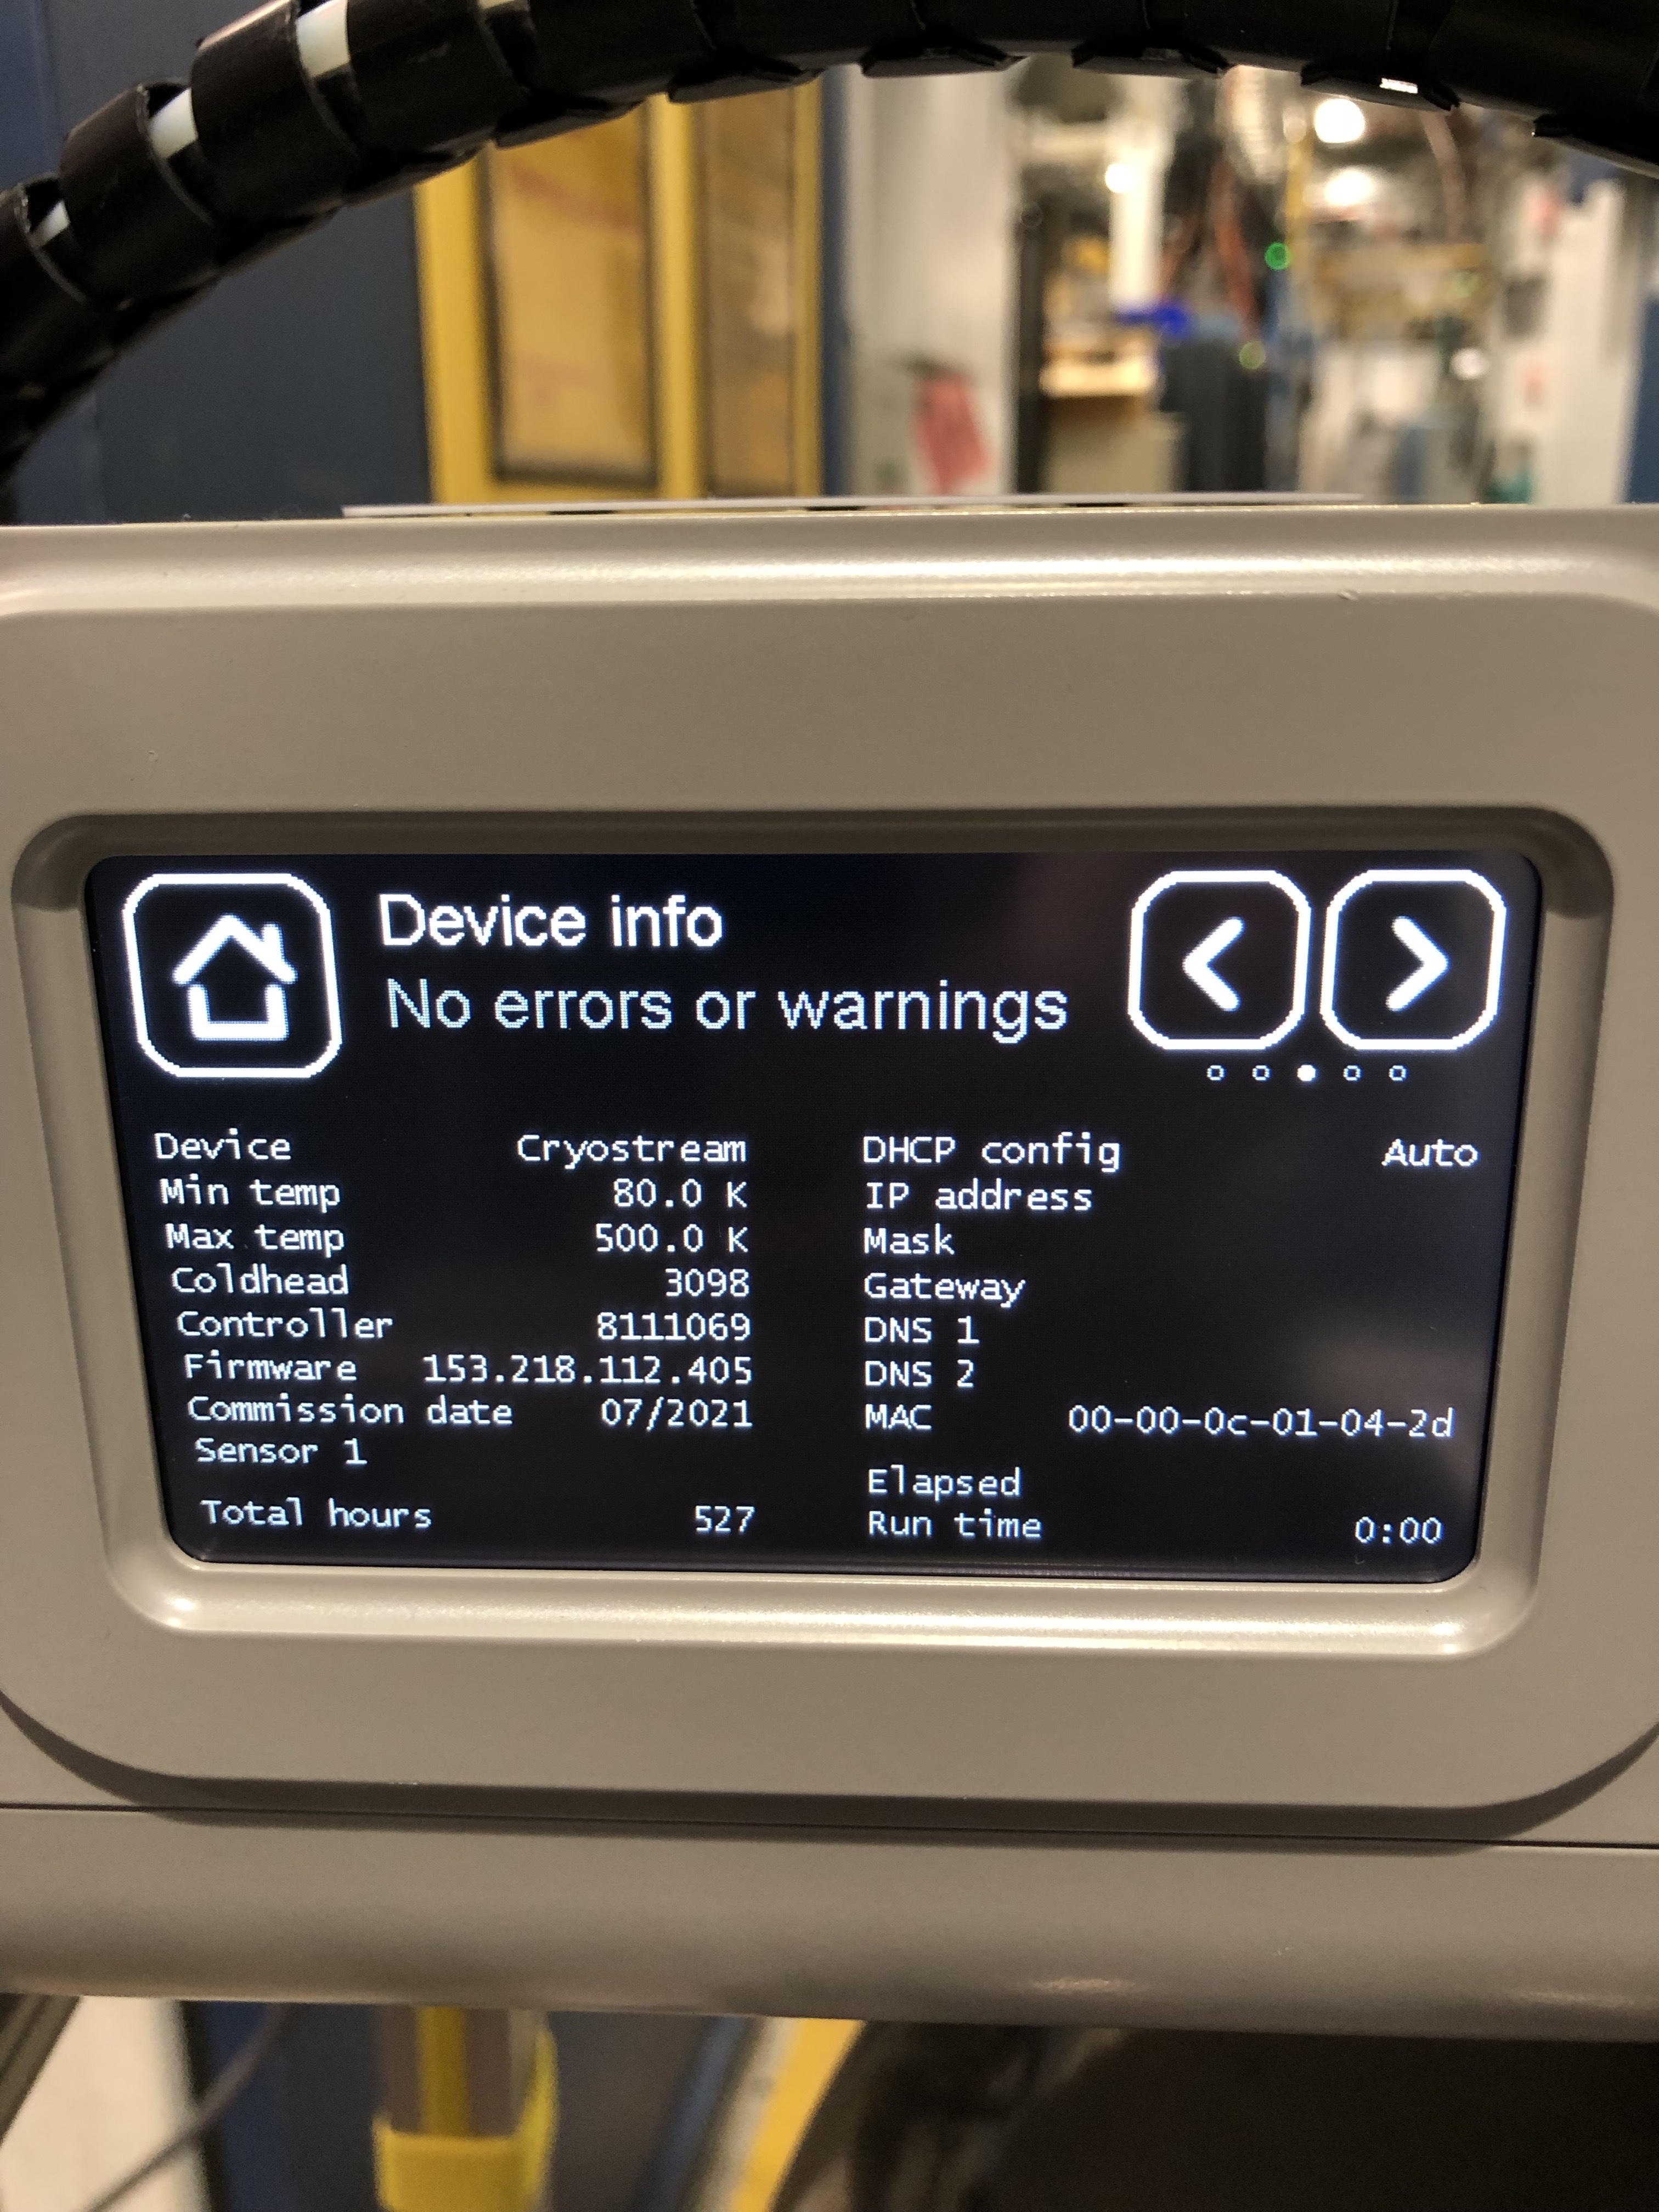 Device info
No errors or warnings
Device Cryostream
Min temp 80.0 K
Max temp 500.0 K
Coldhead 3098
Controller 8111069
Firmware 153.218.112.405
Commission date 07/2021
Sensor 1
Total hours 527
DHCP config Auto
IP address
Mask
Gateway
DNS 1
DNS 2
MAC 00-00-0c-01-04-2d
Elapsed
Run time 0:00